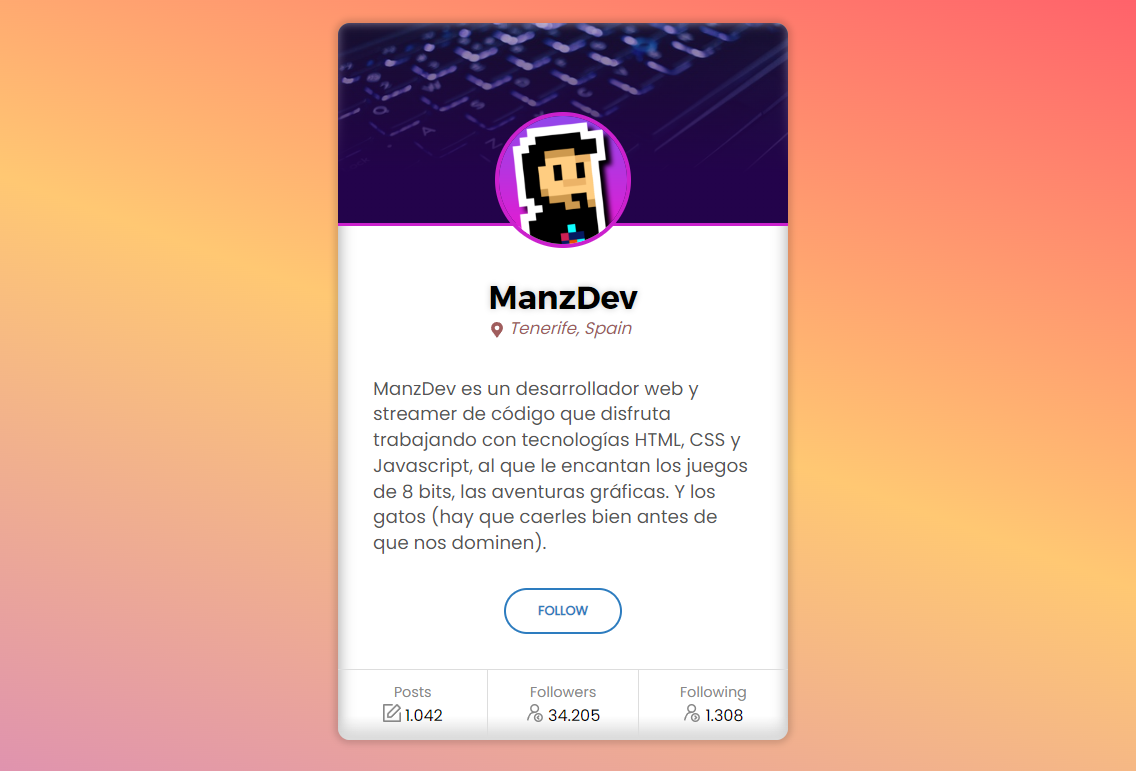 ManzDev
Tenerife, Spain
ManzDev es un desarrollador web y
streamer de código que disfruta
trabajando con tecnologías HTML, CSS y
Javascript, al que le encantan los juegos
de 8 bits, las aventuras gráficas. Y los
gatos (hay que caerles bien antes de
que nos dominen).
FOLLOW
Posts Followers Following
1.042 34.205 1.308